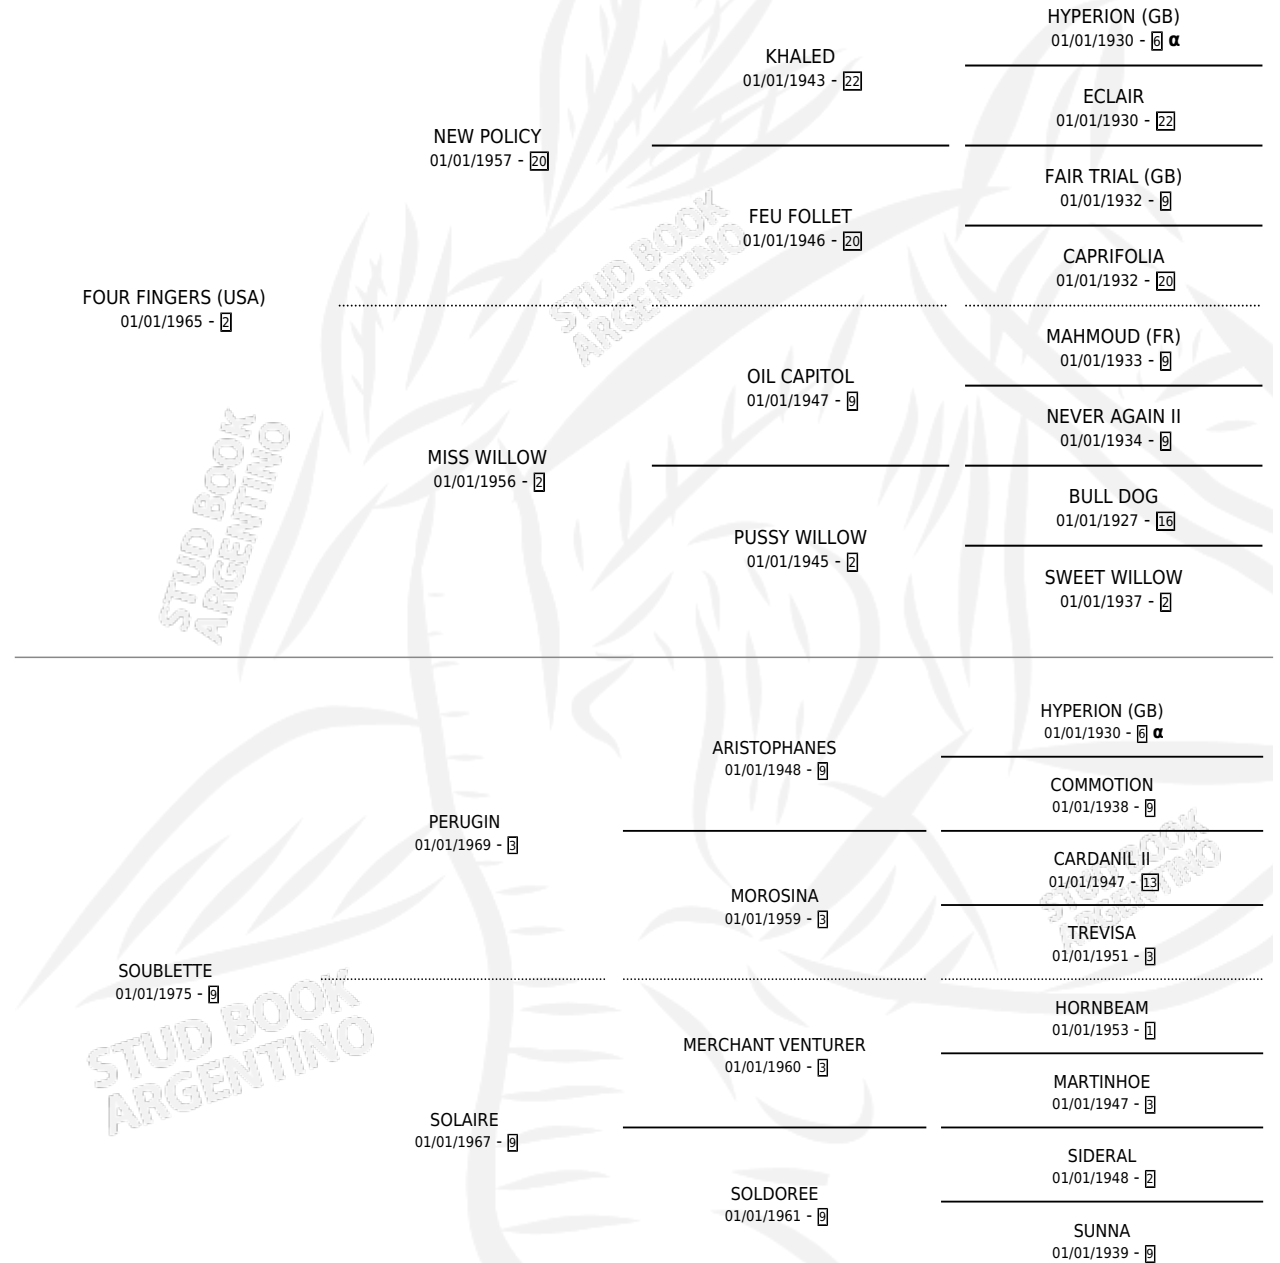 HYPERION (GB)
01/01/1930 - 6 α
KHALED
01/01/1943 - 22
ECLAIR
01/01/1930 - 22
NEW POLICY
01/01/1957 - 20
FAIR TRIAL (GB)
01/01/1932 - 9
FEU FOLLET
01/01/1946 - 20
CAPRIFOLIA
01/01/1932 - 20
FOUR FINGERS (USA)
01/01/1965 - 2
MAHMOUD (FR)
01/01/1933 - 9
OIL CAPITOL
01/01/1947 - 9
NEVER AGAIN II
01/01/1934 - 9
MISS WILLOW
01/01/1956 - 2
BULL DOG
01/01/1927 - 16
PUSSY WILLOW
01/01/1945 - 2
SWEET WILLOW
01/01/1937 - 2
HYPERION (GB)
01/01/1930 - 6 α
ARISTOPHANES
01/01/1948 - 9
COMMOTION
01/01/1938 - 9
PERUGIN
01/01/1969 - 3
CARDANIL II
01/01/1947 - 13
MOROSINA
01/01/1959 - 3
TREVISA
01/01/1951 - 3
SOUBLETTE
01/01/1975 - 9
HORNBEAM
01/01/1953 - 1
MERCHANT VENTURER
01/01/1960 - 3
MARTINHOE
01/01/1947 - 3
SOLAIRE
01/01/1967 - 9
SIDERAL
01/01/1948 - 2
SOLDOREE
01/01/1961 - 9
SUNNA
01/01/1939 - 9
STUD BOOK
ARGENTINO
STUD BOOK
ARGENTINO
STUD BOOK
ARGENTINO
STUD BOOK
ARGENTINO